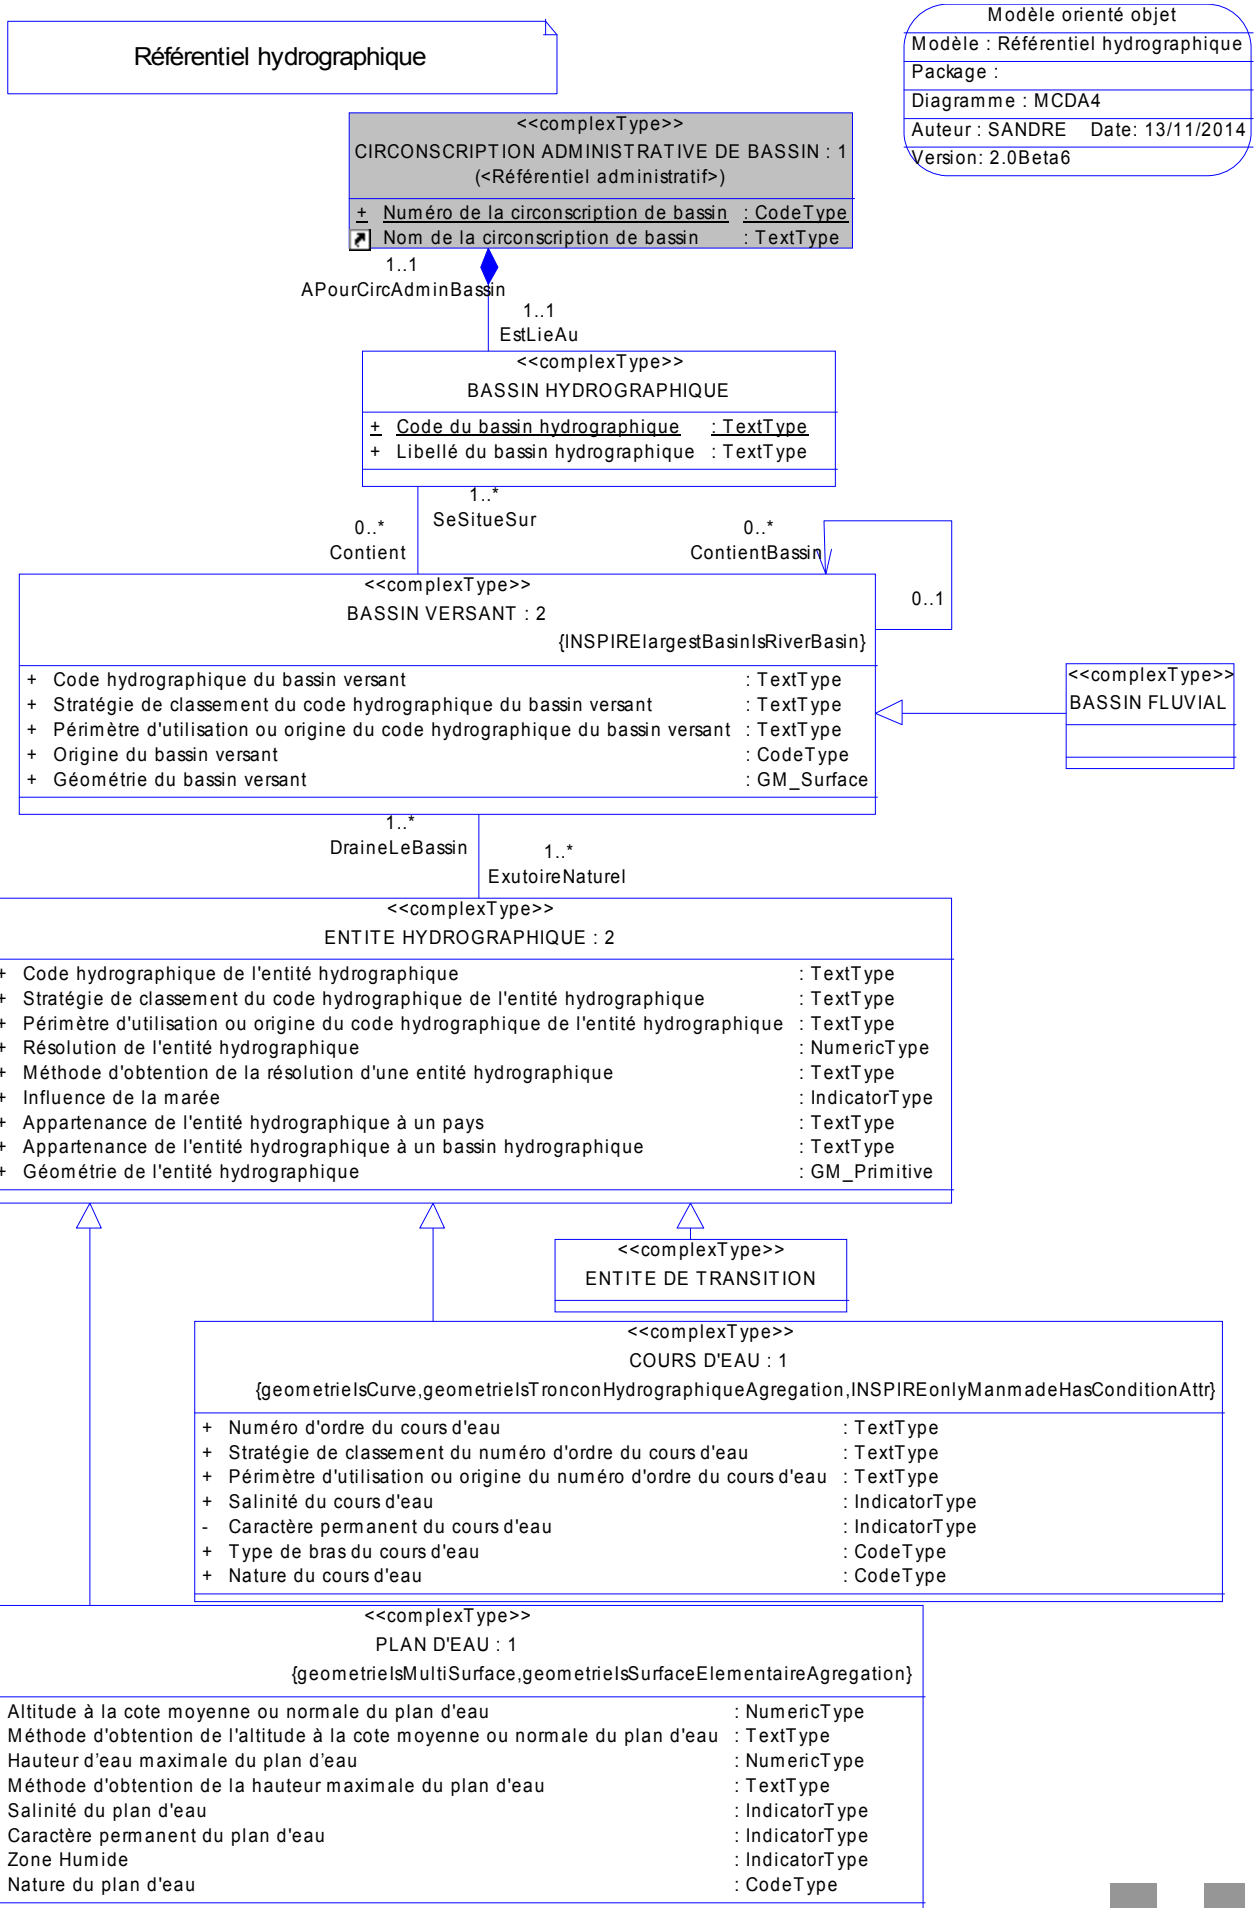 Référentiel hydrographique
Modèle orienté objet
Modèle : Référentiel hydrographique
Package :
Diagramme : MCDA4
Auteur : SANDRE Date: 13/11/2014
Version: 2.0Beta6
<<complexType>>
CIRCONSCRIPTION ADMINISTRATIVE DE BASSIN : 1
(<Référentiel administratif>)
+ Numéro de la circonscription de bassin : CodeType
Nom de la circonscription de bassin : TextType
1..1
APourCircAdminBassin
1..1
EstLieAu
<<complexType>>
BASSIN HYDROGRAPHIQUE
+ Code du bassin hydrographique : TextType
+ Libellé du bassin hydrographique : TextType
1..*
SeSitueSur
0..*
Contient
0..*
ContientBassin
0..1
<<complexType>>
BASSIN VERSANT : 2
{INSPIRElargestBasinIsRiverBasin}
+ Code hydrographique du bassin versant : TextType
+ Stratégie de classement du code hydrographique du bassin versant : TextType
+ Périmètre d'utilisation ou origine du code hydrographique du bassin versant : TextType
+ Origine du bassin versant : CodeType
+ Géométrie du bassin versant : GM_Surface
<<complexType>>
BASSIN FLUVIAL
1..*
DraineLeBassin
1..*
ExutoireNaturel
<<complexType>>
ENTITE HYDROGRAPHIQUE : 2
+ Code hydrographique de l'entité hydrographique : TextType
+ Stratégie de classement du code hydrographique de l'entité hydrographique : TextType
+ Périmètre d'utilisation ou origine du code hydrographique de l'entité hydrographique : TextType
+ Résolution de l'entité hydrographique : NumericType
+ Méthode d'obtention de la résolution d'une entité hydrographique : TextType
+ Influence de la marée : IndicatorType
+ Appartenance de l'entité hydrographique à un pays : TextType
+ Appartenance de l'entité hydrographique à un bassin hydrographique : TextType
+ Géométrie de l'entité hydrographique : GM_Primitive
<<complexType>>
ENTITE DE TRANSITION
<<complexType>>
COURS D'EAU : 1
{geometrieIsCurve,geometrieIsTronconHydrographiqueAgregation,INSPIREonlyManmadeHasConditionAttr}
+ Numéro d'ordre du cours d'eau : TextType
+ Stratégie de classement du numéro d'ordre du cours d'eau : TextType
+ Périmètre d'utilisation ou origine du numéro d'ordre du cours d'eau : TextType
+ Salinité du cours d'eau : IndicatorType
- Caractère permanent du cours d'eau : IndicatorType
+ Type de bras du cours d'eau : CodeType
+ Nature du cours d'eau : CodeType
<<complexType>>
PLAN D'EAU : 1
{geometrieIsMultiSurface,geometrieIsSurfaceElementaireAgregation}
Altitude à la cote moyenne ou normale du plan d'eau : NumericType
Méthode d'obtention de l'altitude à la cote moyenne ou normale du plan d'eau : TextType
Hauteur d’eau maximale du plan d’eau : NumericType
Méthode d'obtention de la hauteur maximale du plan d'eau : TextType
Salinité du plan d'eau : IndicatorType
Caractère permanent du plan d'eau : IndicatorType
Zone Humide : IndicatorType
Nature du plan d'eau : CodeType